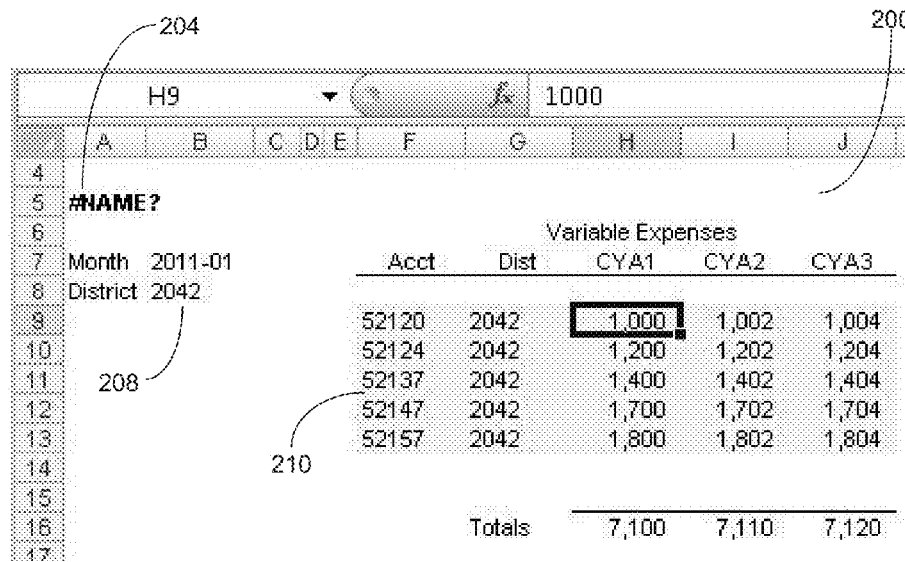 204
200
H9 fx 1000
A B C D E F G H I J
4
5 #NAME?
6 Variable Expenses
7 Month 2011-01 Acct Dist CYA1 CYA2 CYA3
8 District 2042
9 52120 2042 1,000 1,002 1,004
10 52124 2042 1,200 1,202 1,204
11 208 52137 2042 1,400 1,402 1,404
12 52147 2042 1,700 1,702 1,704
13 52157 2042 1,800 1,802 1,804
14 210
15
16 Totals 7,100 7,110 7,120
17